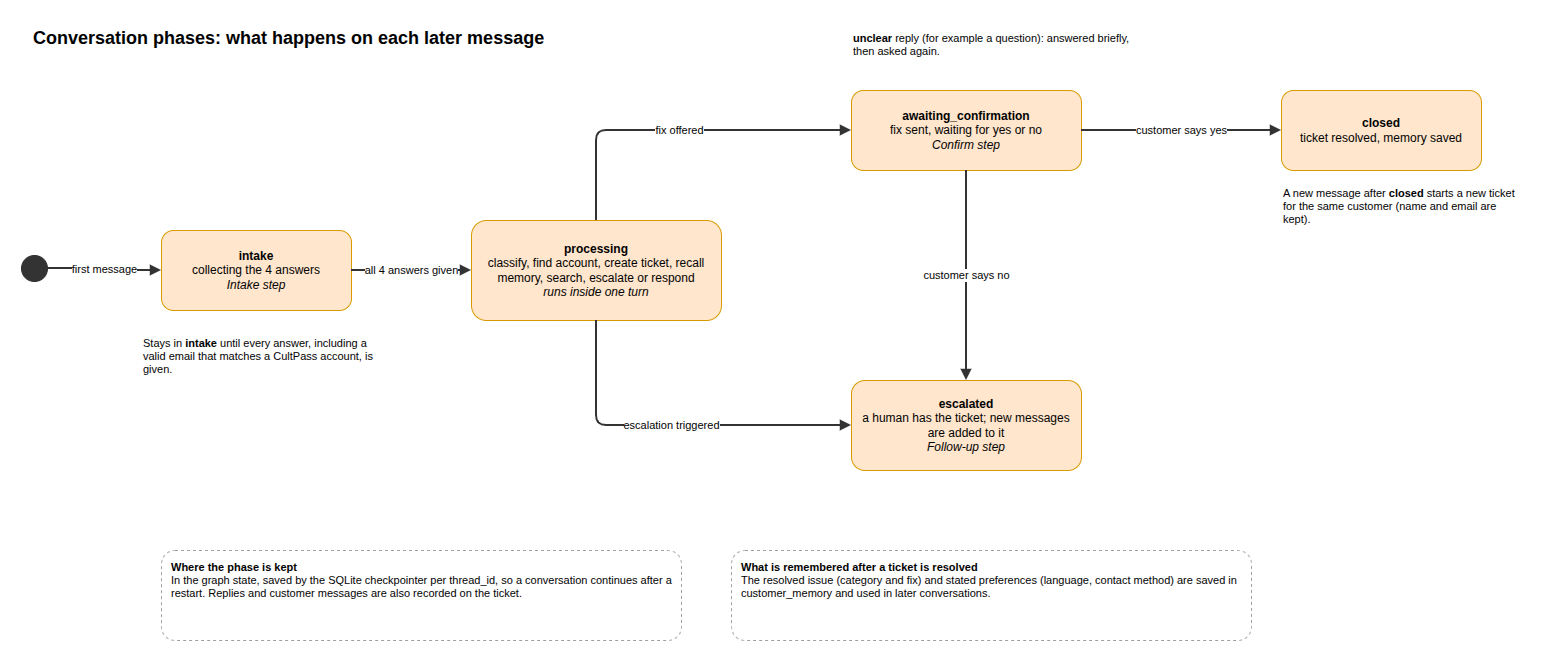 Conversation phases: what happens on each later message
unclear reply (for example a question): answered briefly,
then asked again.
awaiting_confirmation
fix sent, waiting for yes or no
Confirm step
closed
ticket resolved, memory saved
fix offered
customer says yes
A new message after closed starts a new ticket
for the same customer (name and email are
kept).
first message
intake
collecting the 4 answers
Intake step
all 4 answers given
processing
classify, find account, create ticket, recall
memory, search, escalate or respond
runs inside one turn
customer says no
Stays in intake until every answer, including a
valid email that matches a CultPass account, is
given.
escalation triggered
escalated
a human has the ticket; new messages
are added to it
Follow-up step
Where the phase is kept
In the graph state, saved by the SQLite checkpointer per thread_id, so a conversation continues after a
restart. Replies and customer messages are also recorded on the ticket.
What is remembered after a ticket is resolved
The resolved issue (category and fix) and stated preferences (language, contact method) are saved in
customer_memory and used in later conversations.